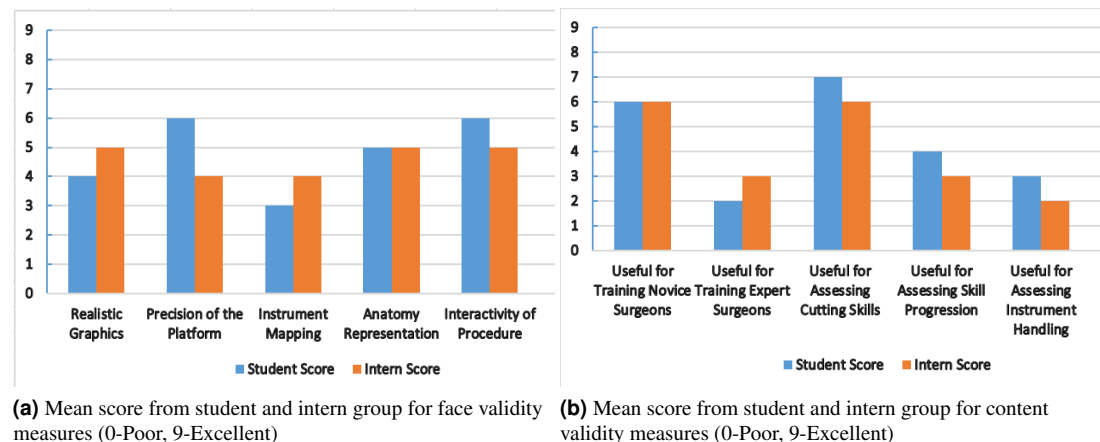 9
8
7
6
5
4
3
2
1
0
Realistic
Graphics
Precision of the
Platform
Instrument
Mapping
Anatomy
Representation
Interactivity of
Procedure
Student Score
Intern Score
(a) Mean score from student and intern group for face validity
measures (0-Poor, 9-Excellent)
9
8
7
6
5
4
3
2
1
0
Useful for
Training Novice
Surgeons
Useful for
Training Expert
Surgeons
Useful for
Assessing
Cutting Skills
Useful for
Assessing Skill
Progression
Useful for
Assessing
Instrument
Handling
Student Score
Intern Score
(b) Mean score from student and intern group for content
validity measures (0-Poor, 9-Excellent)